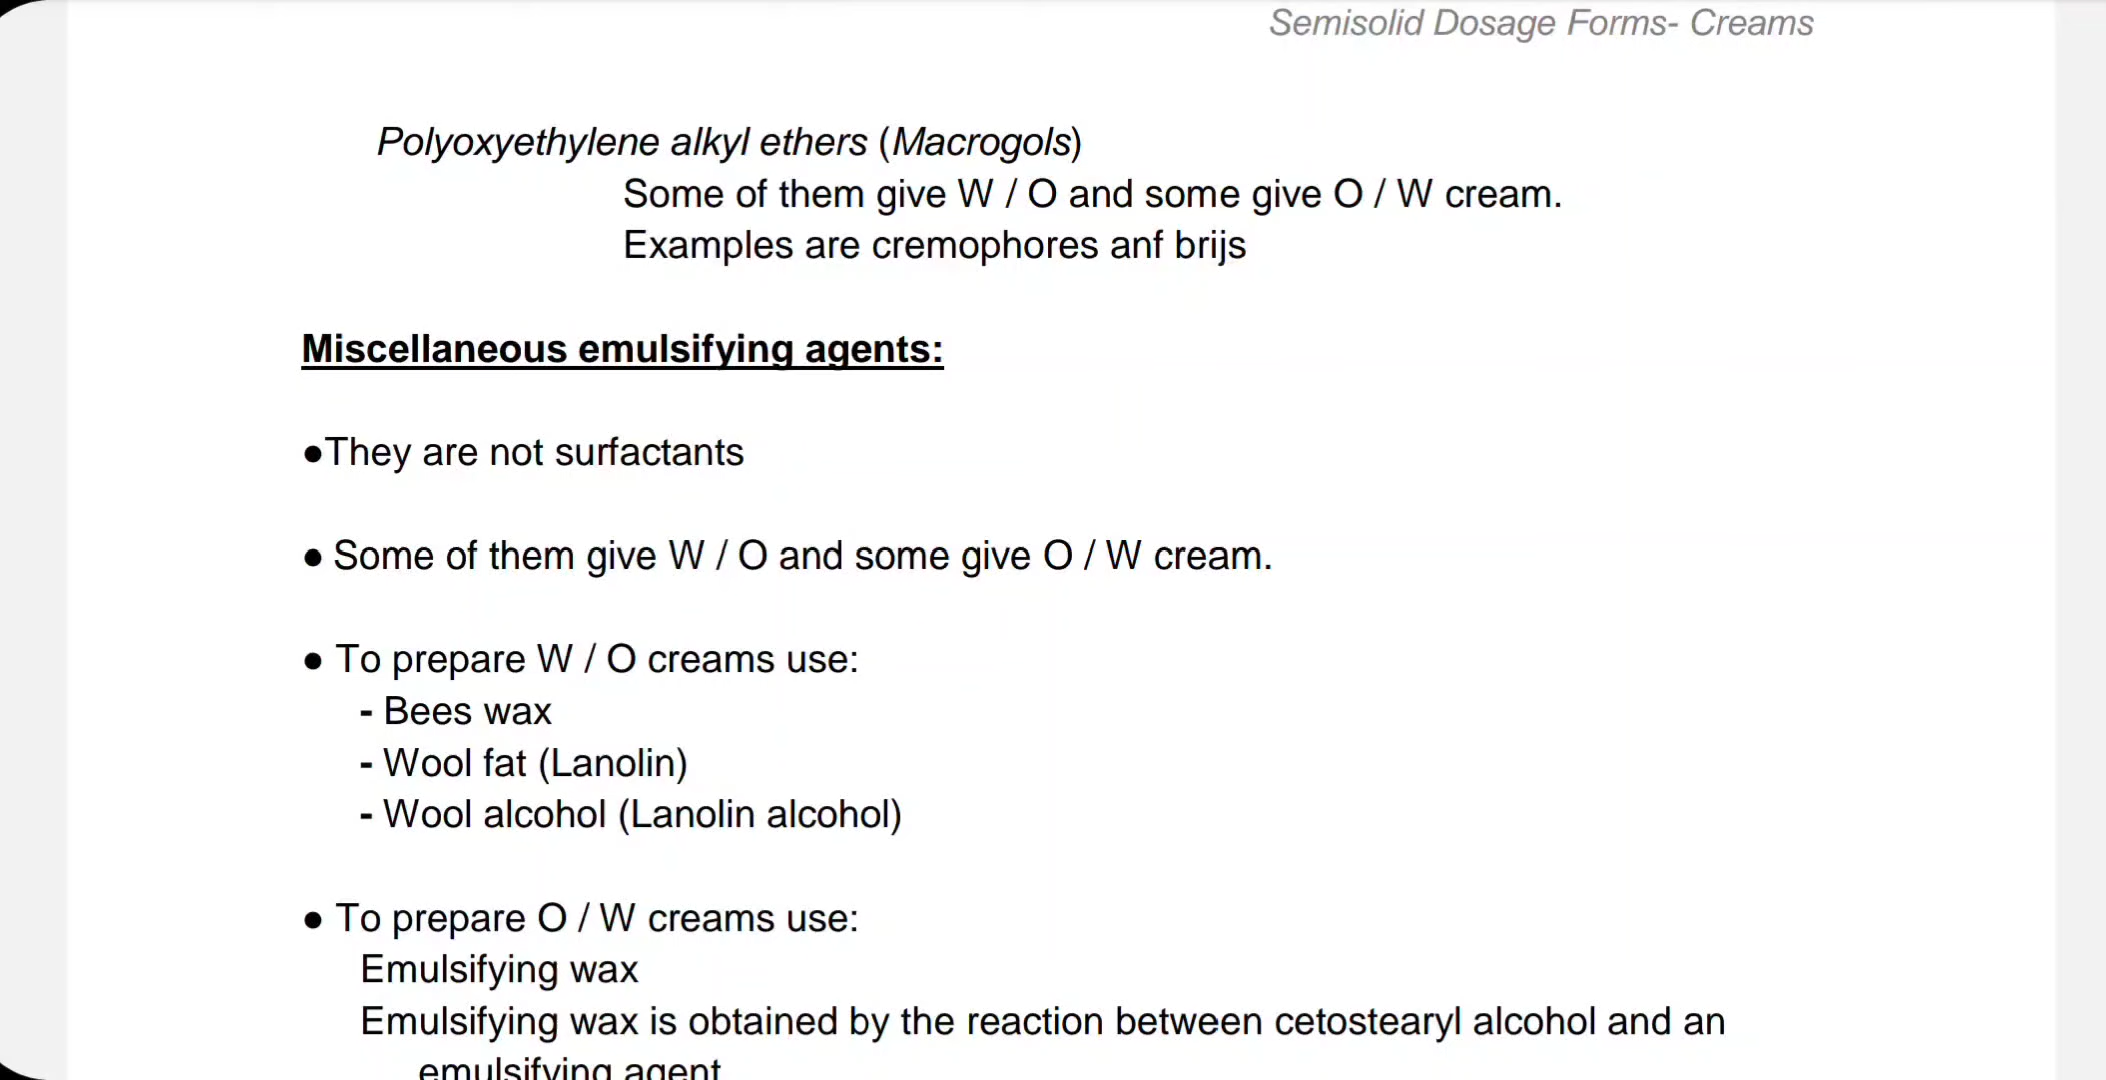 Semisolid Dosage Forms- Creams
Polyoxyethylene alkyl ethers (Macrogols)
Some of them give W / O and some give O / W cream.
Examples are cremophores anf brijs
Miscellaneous emulsifying agents:
●They are not surfactants
● Some of them give W / O and some give O / W cream.
● To prepare W / O creams use:
- Bees wax
- Wool fat (Lanolin)
- Wool alcohol (Lanolin alcohol)
● To prepare O / W creams use:
Emulsifying wax
Emulsifying wax is obtained by the reaction between cetostearyl alcohol and an
emulsifying agent